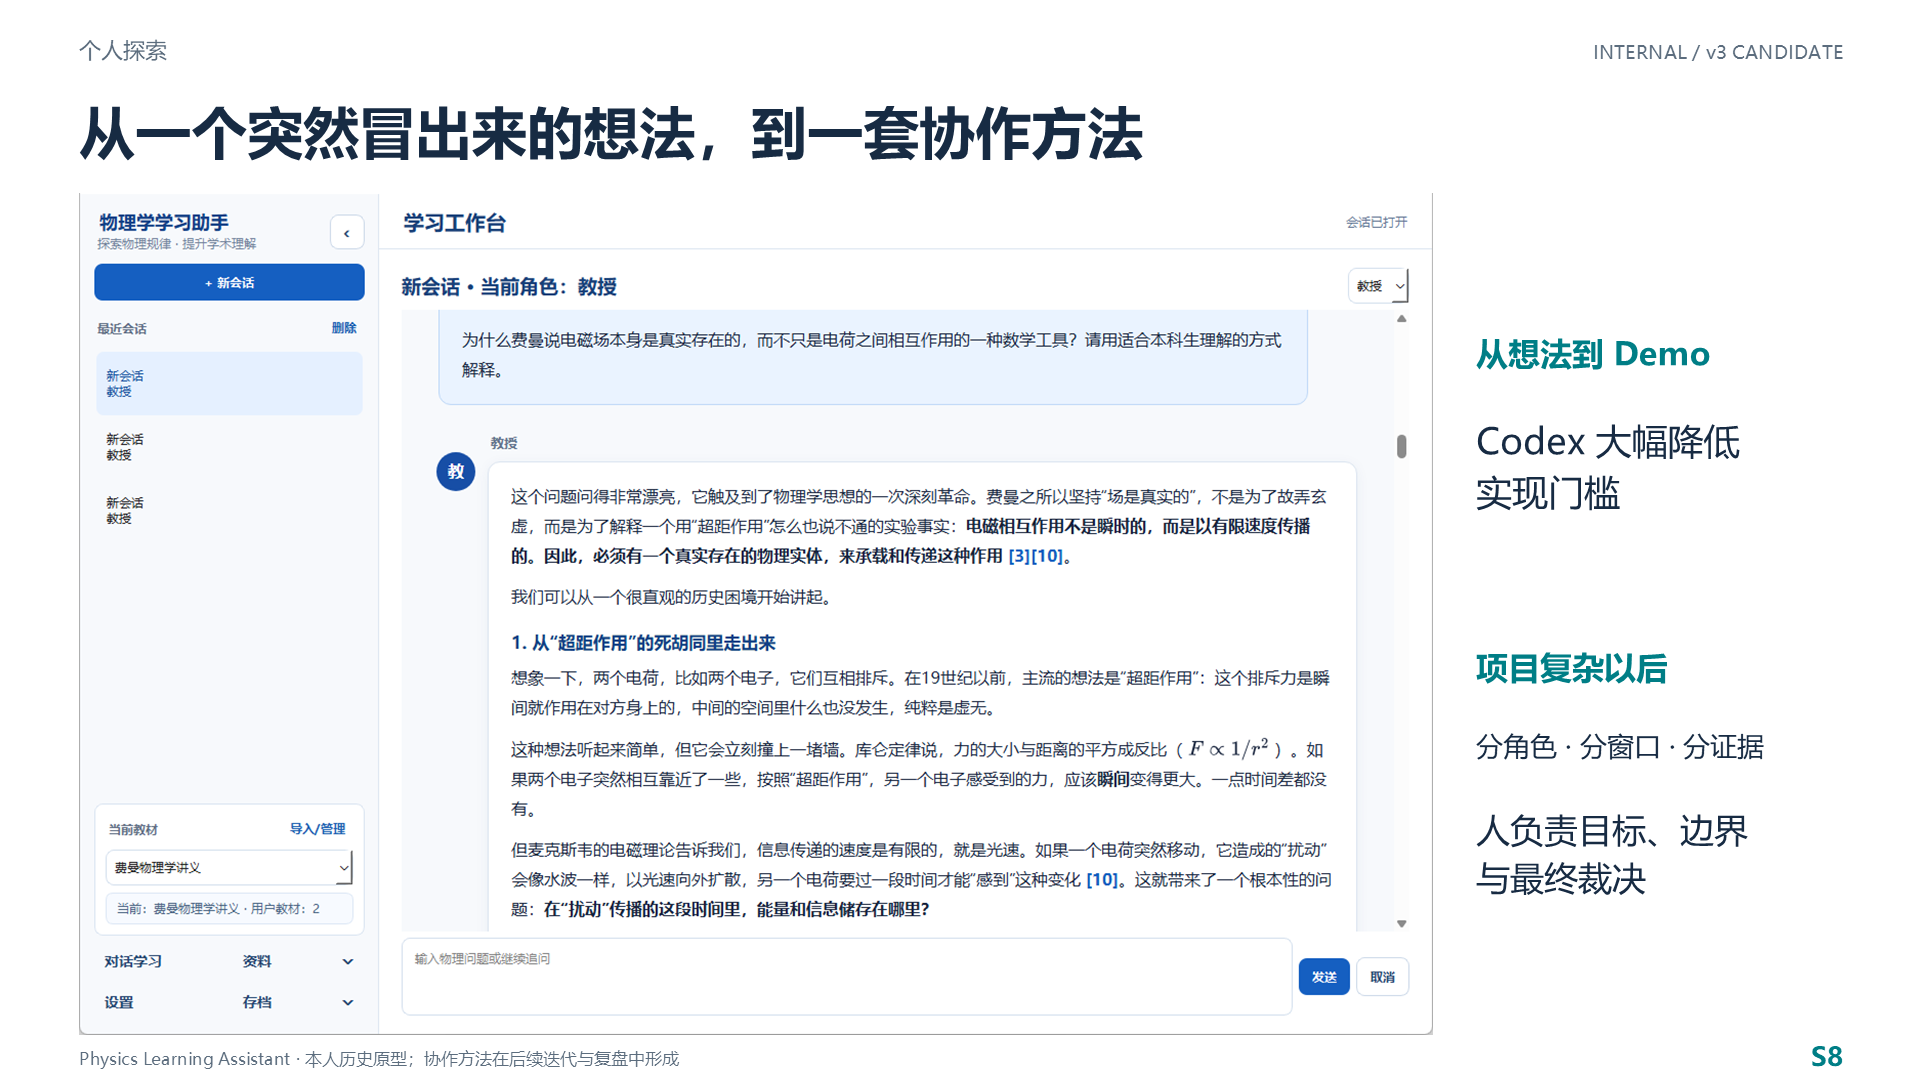 个人探索
INTERNAL / v3 CANDIDATE
从一个突然冒出来的想法，到一套协作方法
物理学学习助手
探索物理规律 · 提升学术理解
‹
+ 新会话
最近会话
删除
新会话
教授
新会话
教授
新会话
教授
当前教材
导入/管理
费曼物理学讲义
当前：费曼物理学讲义 · 用户教材：2
对话学习
资料
设置
存档
学习工作台
会话已打开
新会话 • 当前角色：教授
教授
为什么费曼说电磁场本身是真实存在的，而不只是电荷之间相互作用的一种数学工具？请用适合本科生理解的方式
解释。
教授
教
这个问题问得非常漂亮，它触及到了物理学思想的一次深刻革命。费曼之所以坚持“场是真实的”，不是为了故弄玄
虚，而是为了解释一个用“超距作用”怎么也说不通的实验事实：电磁相互作用不是瞬时的，而是以有限速度传播
的。因此，必须有一个真实存在的物理实体，来承载和传递这种作用 [3][10]。
我们可以从一个很直观的历史困境开始讲起。
1. 从“超距作用”的死胡同里走出来
想象一下，两个电荷，比如两个电子，它们互相排斥。在19世纪以前，主流的想法是“超距作用”：这个排斥力是瞬
间就作用在对方身上的，中间的空间里什么也没发生，纯粹是虚无。
这种想法听起来简单，但它会立刻撞上一堵墙。库仑定律说，力的大小与距离的平方成反比（ F ∝ 1/r² ）。如
果两个电子突然相互靠近了一些，按照“超距作用”，另一个电子感受到的力，应该瞬间变得更大。一点时间差都没
有。
但麦克斯韦的电磁理论告诉我们，信息传递的速度是有限的，就是光速。如果一个电荷突然移动，它造成的“扰动”
会像水波一样，以光速向外扩散，另一个电荷要过一段时间才能“感到”这种变化 [10]。这就带来了一个根本性的问
题：在“扰动”传播的这段时间里，能量和信息储存在哪里？
输入物理问题或继续追问
发送
取消
从想法到 Demo
Codex 大幅降低
实现门槛
项目复杂以后
分角色 · 分窗口 · 分证据
人负责目标、边界
与最终裁决
Physics Learning Assistant · 本人历史原型；协作方法在后续迭代与复盘中形成
S8